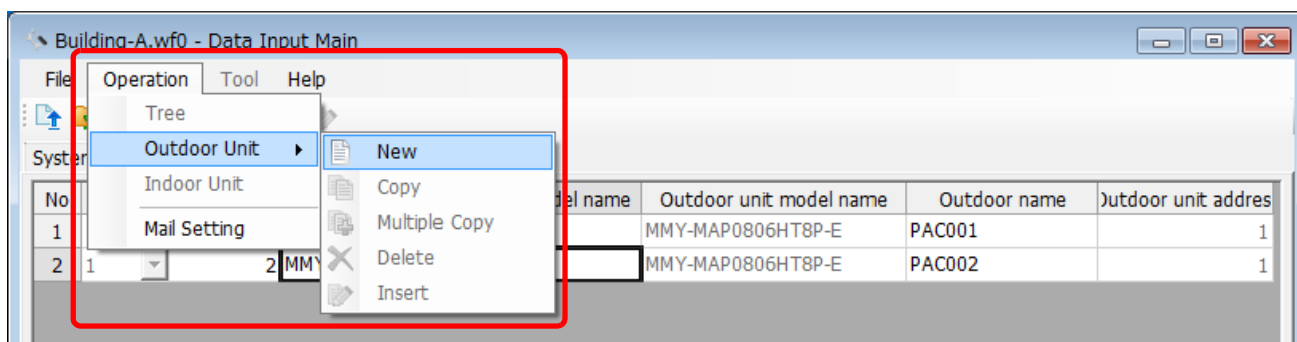 Building-A.wf0 - Data Input Main
File Operation Tool Help
Tree
Outdoor Unit New
Syster
Indoor Unit Copy
No del name Outdoor unit model name Outdoor name Outdoor unit addres
Mail Setting Multiple Copy
1 MMY-MAP0806HT8P-E PAC001 1
Delete
2 1 2 MMY MMY-MAP0806HT8P-E PAC002 1
Insert